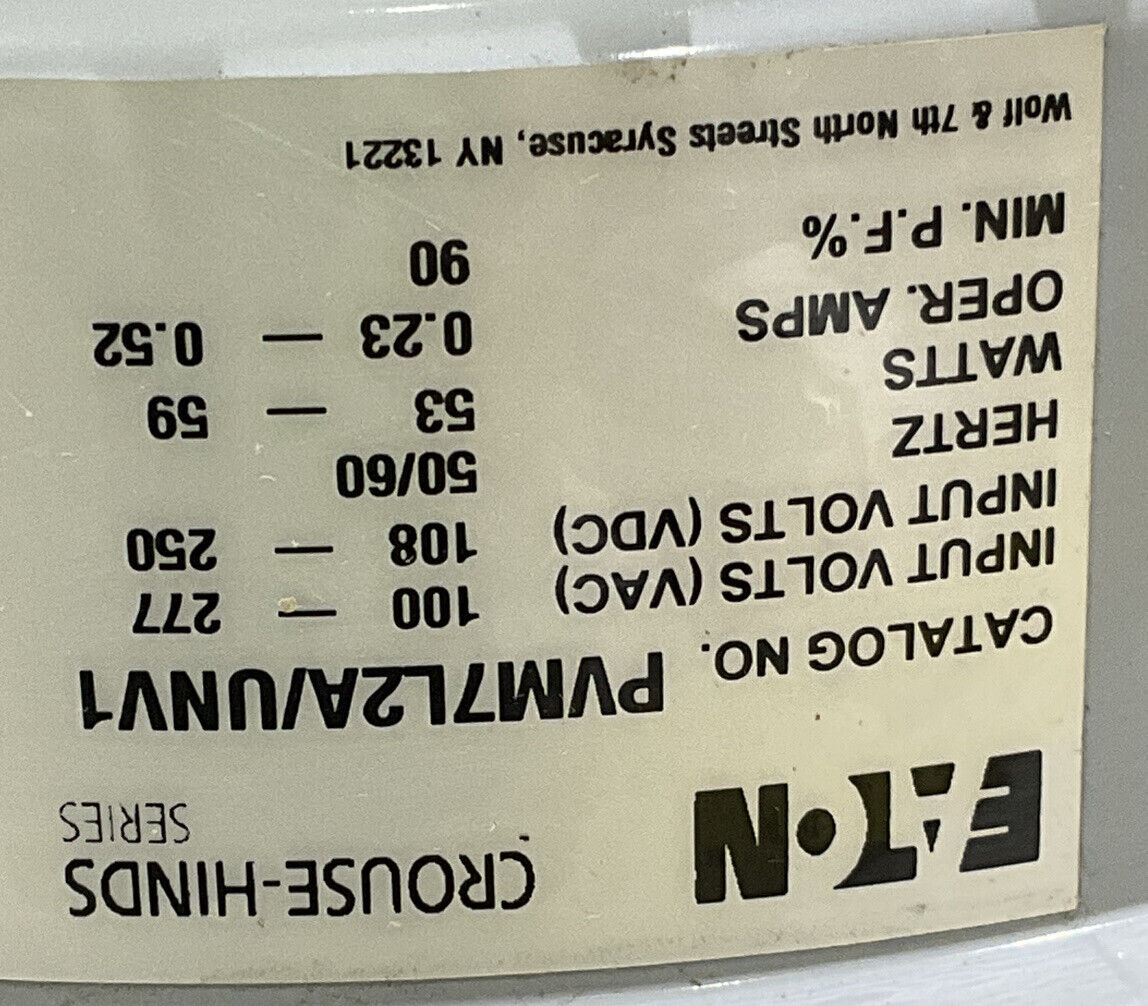 EATON CROUSE-HINDS
SERIES
CATALOG NO. PVM7L2A/UNV1
INPUT VOLTS (VAC) 100 — 277
INPUT VOLTS (VDC) 108 — 250
HERTZ 50/60
WATTS 53 — 59
OPER. AMPS 0.23 — 0.52
MIN. P.F.% 90
Wolf & 7th North Streets Syracuse, NY 13221